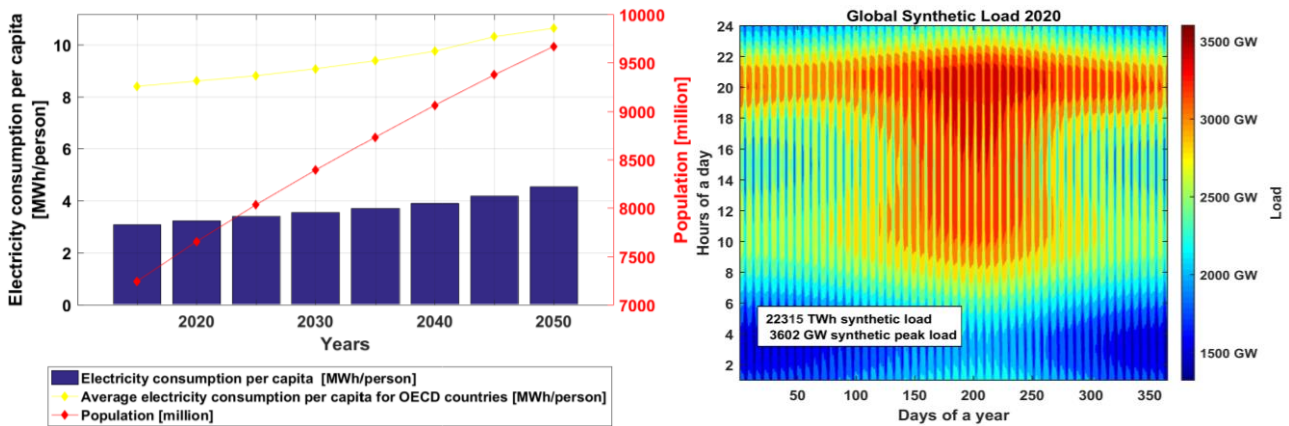 Electricity consumption per capita
[MWh/person]
10
8
6
4
2
0
2020
2030
2040
2050
Years
10000
9500
9000
8500
8000
7500
7000
Population [million]
Electricity consumption per capita [MWh/person]
Average electricity consumption per capita for OECD countries [MWh/person]
Population [million]
Global Synthetic Load 2020
Hours of a day
24
22
20
18
16
14
12
10
8
6
4
2
22315 TWh synthetic load
3602 GW synthetic peak load
50
100
150
200
250
300
350
Days of a year
3500 GW
3000 GW
2500 GW
2000 GW
1500 GW
Load